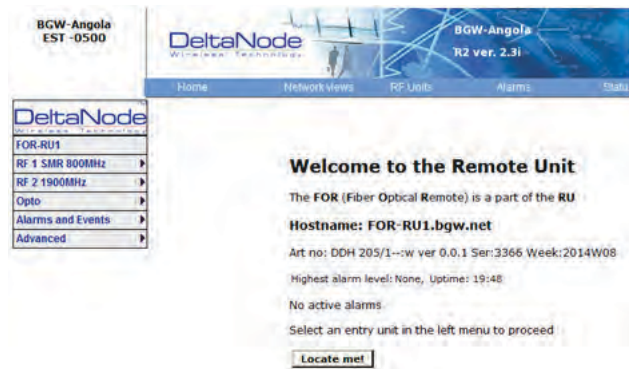 BGW-Angola
EST -0500
DeltaNode
Wireless Technology
BGW-Angola
R2 ver. 2.3i
Home Network views RF Units Alarms Statu
DeltaNode
Wireless Technology
FOR-RU1
RF 1 SMR 800MHz
RF 2 1900MHz
Opto
Alarms and Events
Advanced
Welcome to the Remote Unit
The FOR (Fiber Optical Remote) is a part of the RU
Hostname: FOR-RU1.bgw.net
Art no: DDH 205/1--:w ver 0.0.1 Ser:3366 Week:2014W08
Highest alarm level: None, Uptime: 19:48
No active alarms
Select an entry unit in the left menu to proceed
Locate me!